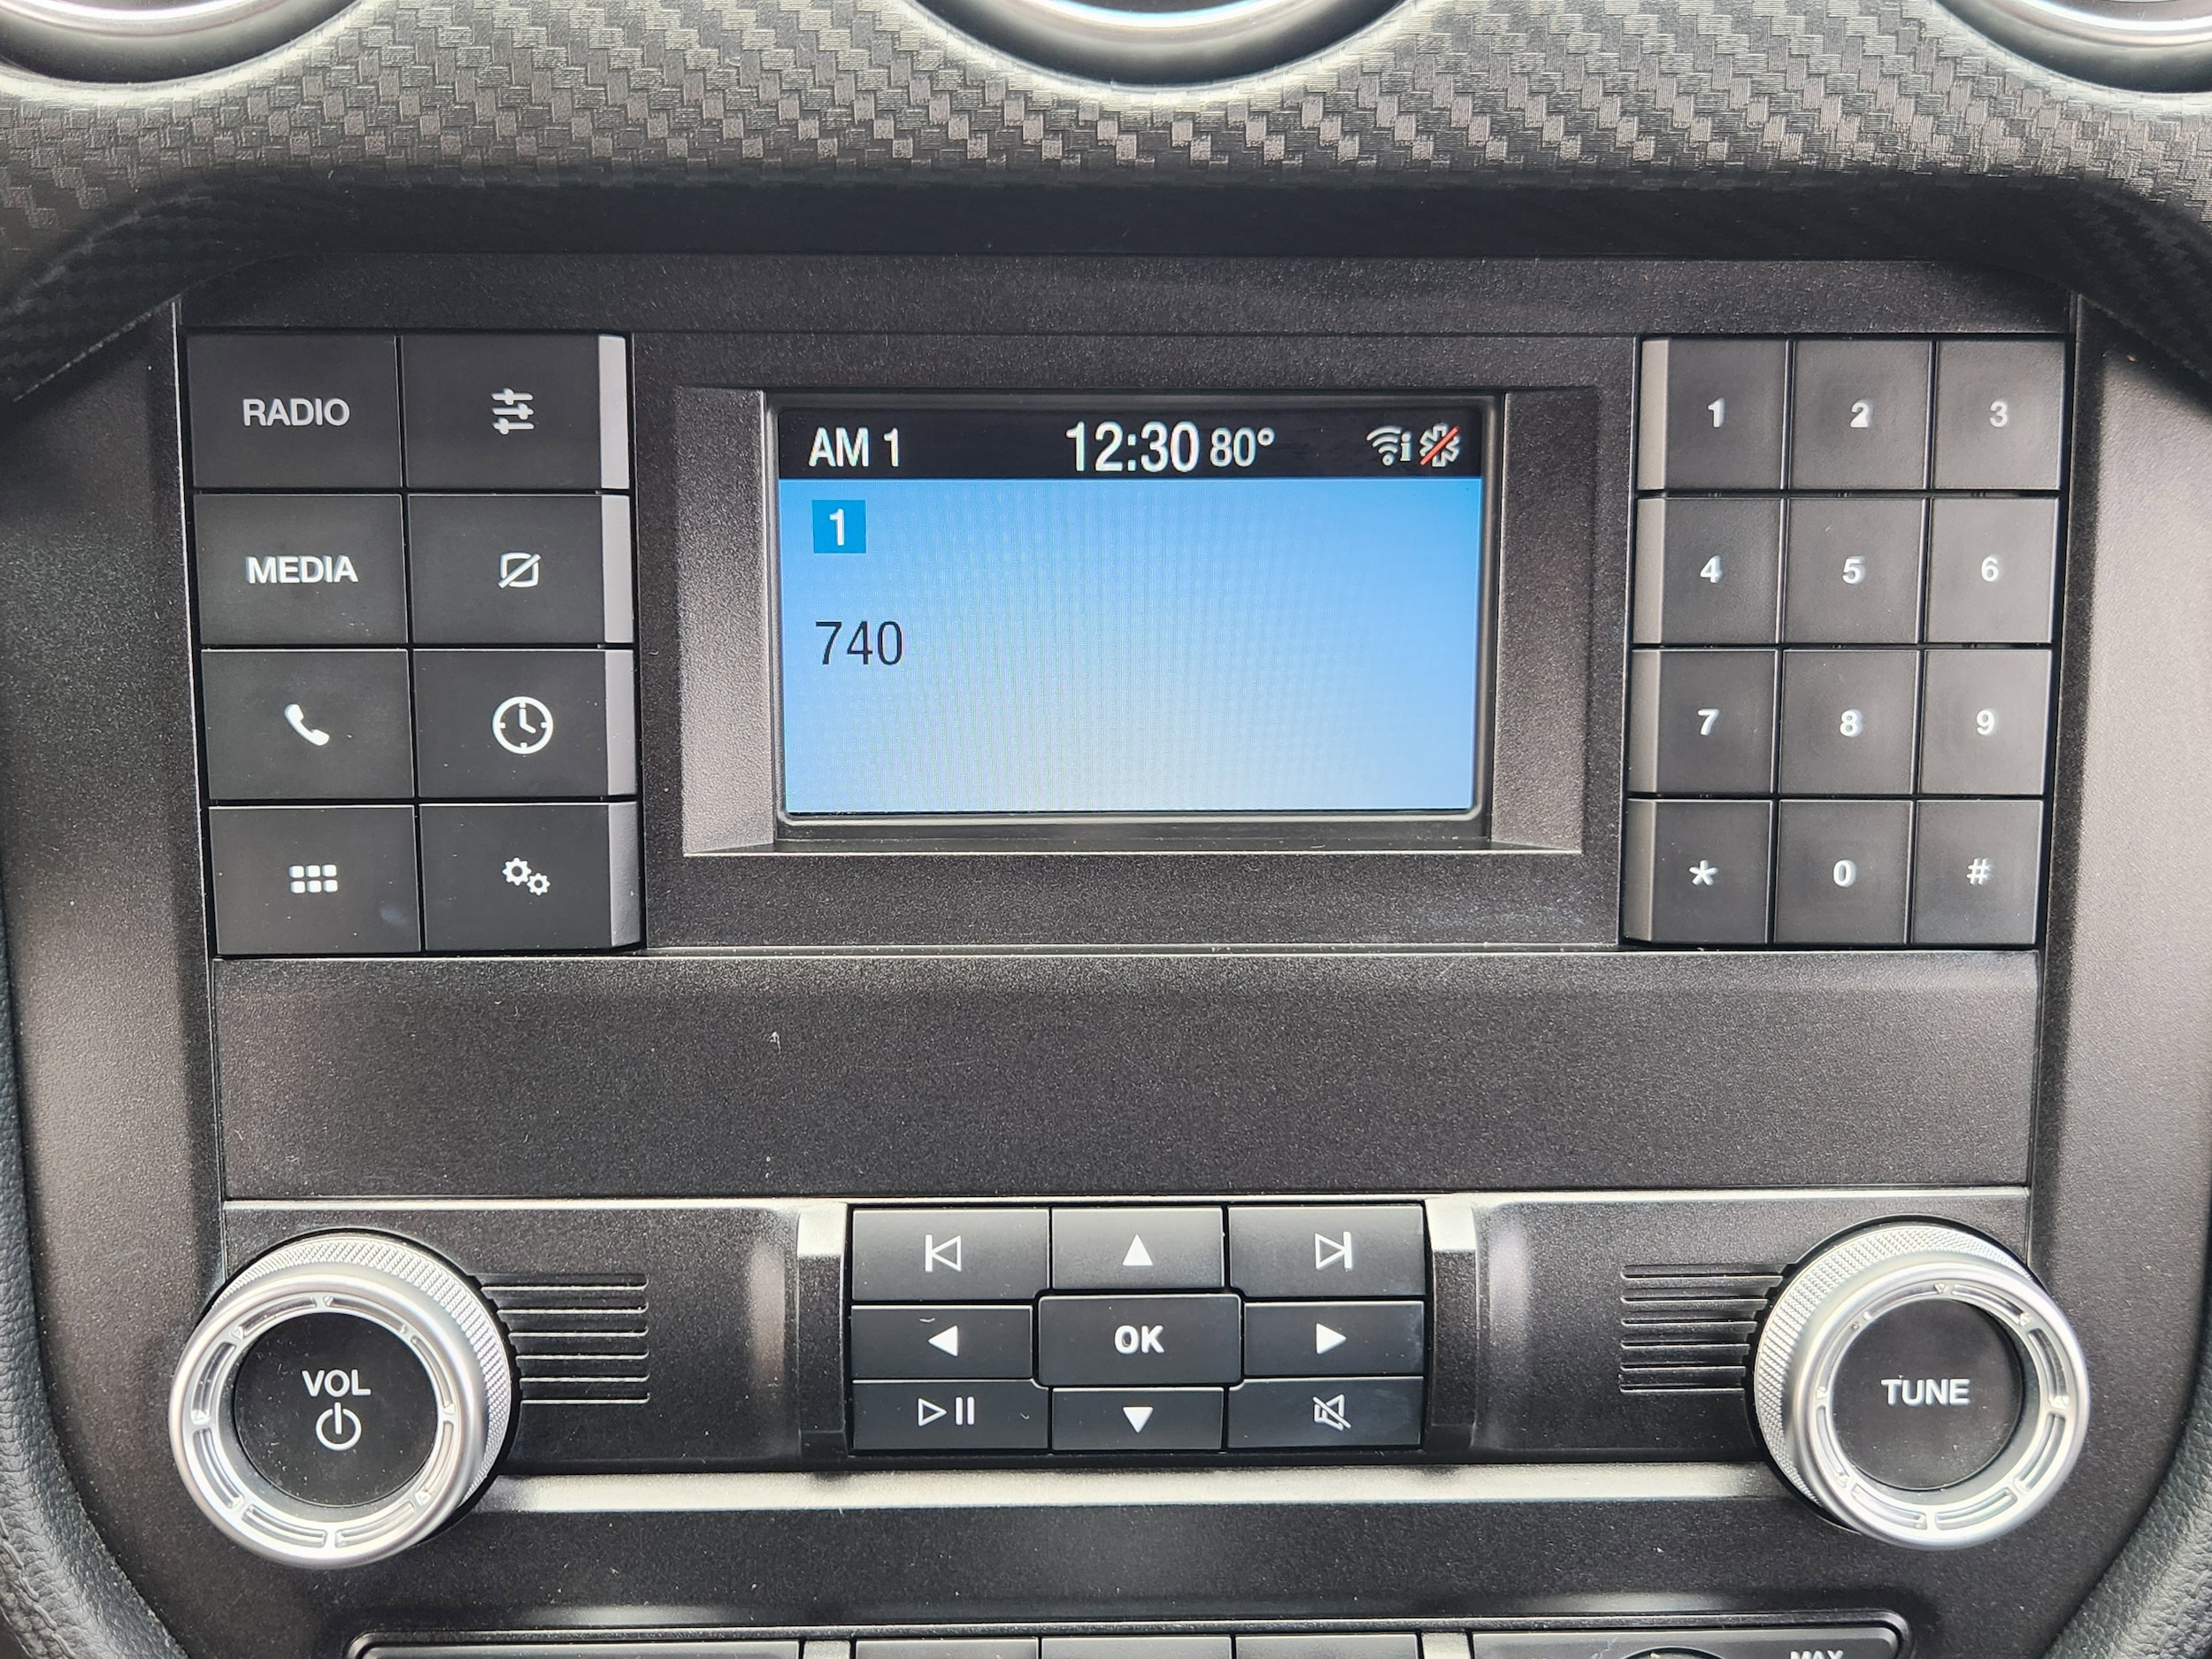 RADIO
MEDIA
AM 1 12:30 80° i
1
740
1 2 3
4 5 6
7 8 9
* 0 #
VOL
OK
TUNE
MAX